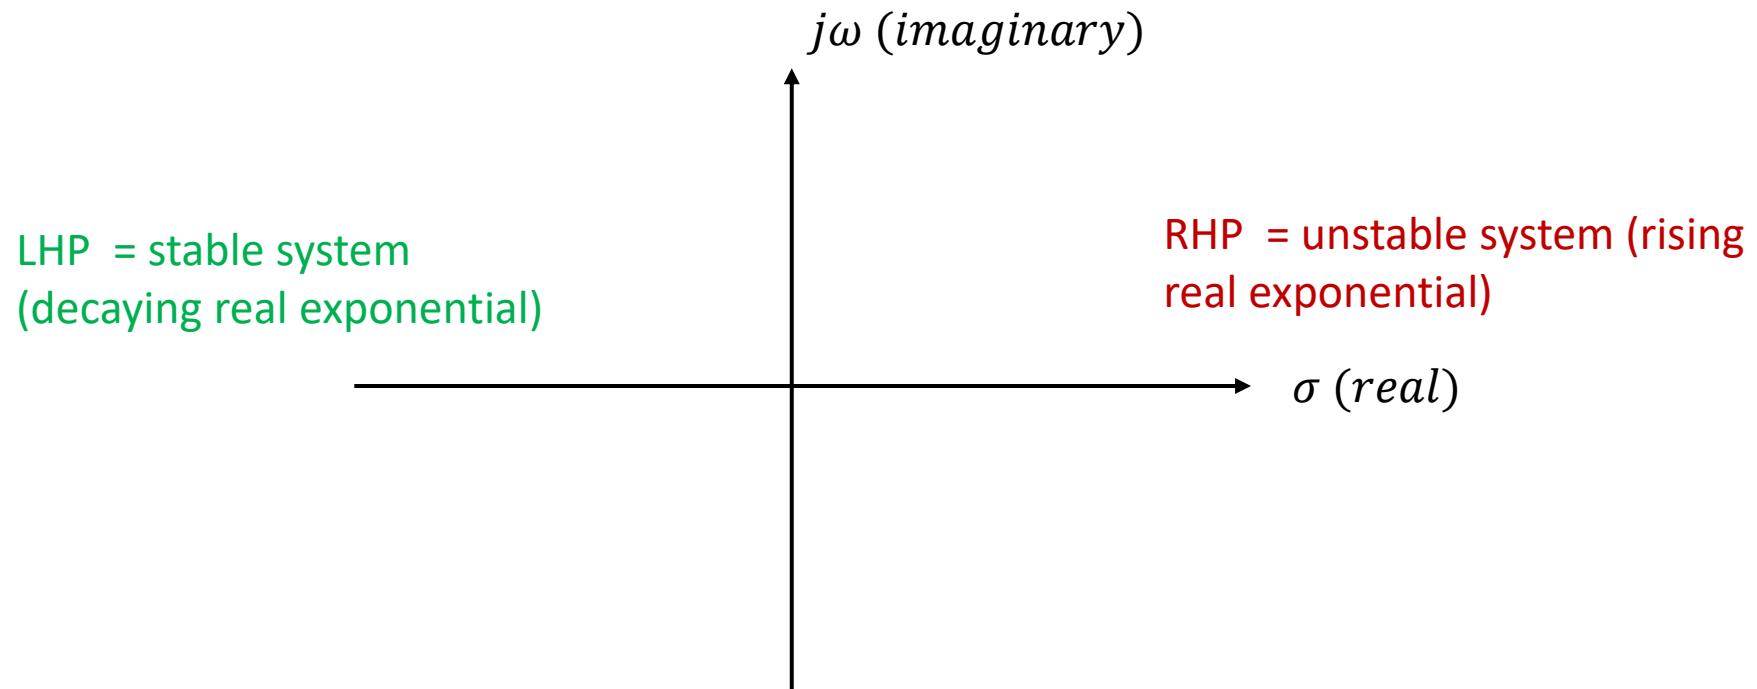 𝑗𝜔 (𝑖𝑚𝑎𝑔𝑖𝑛𝑎𝑟𝑦)
LHP = stable system
(decaying real exponential)
RHP = unstable system (rising
real exponential)
𝜎 (𝑟𝑒𝑎𝑙)